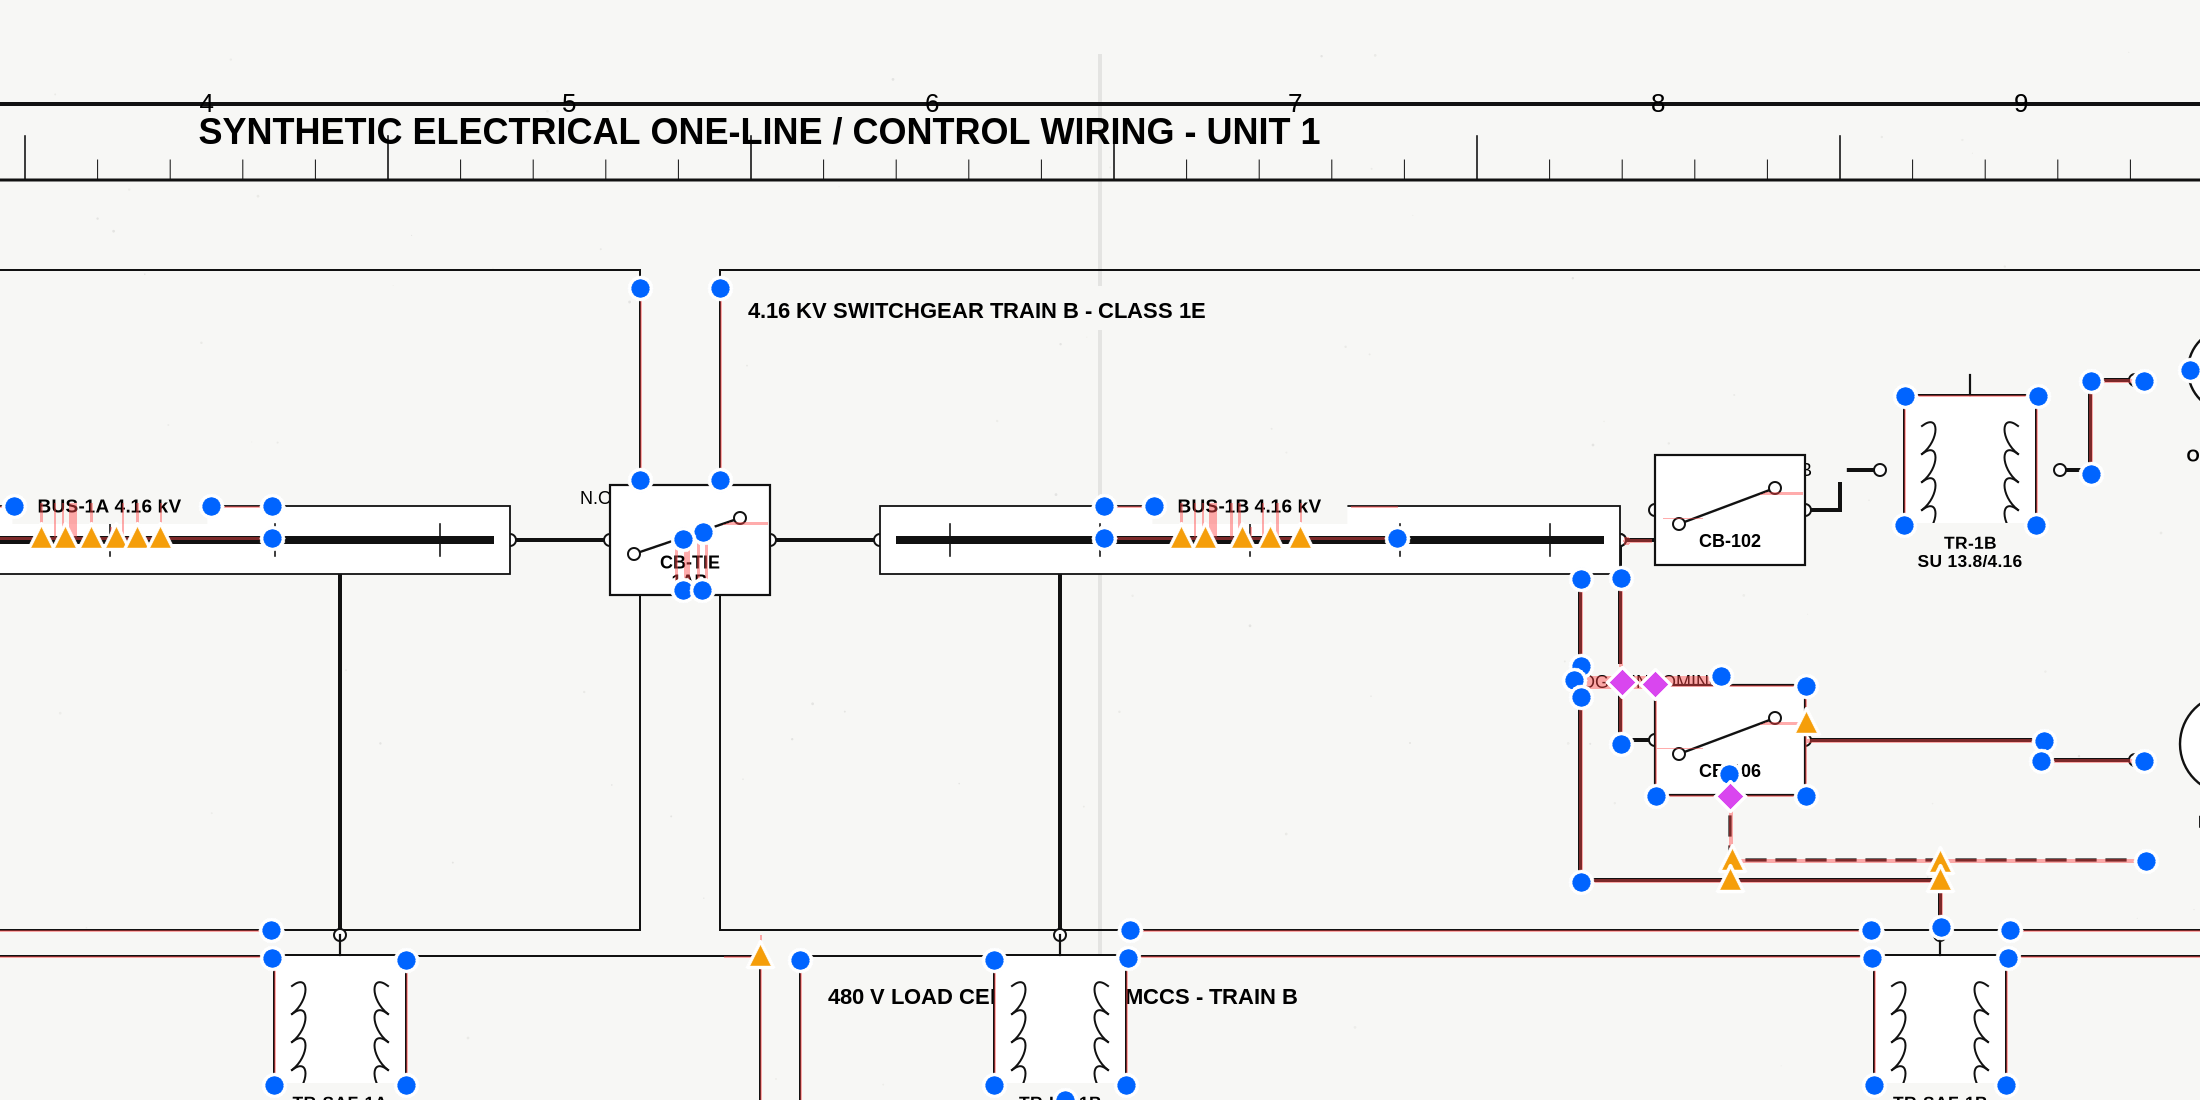 4 5 6 7 8 9
SYNTHETIC ELECTRICAL ONE-LINE / CONTROL WIRING - UNIT 1
4.16 KV SWITCHGEAR TRAIN B - CLASS 1E
BUS-1A 4.16 kV
N.O
CB-TIE
BUS-1B 4.16 kV
CB-102
TR-1B
SU 13.8/4.16
480 V LOAD CE
MCCS - TRAIN B